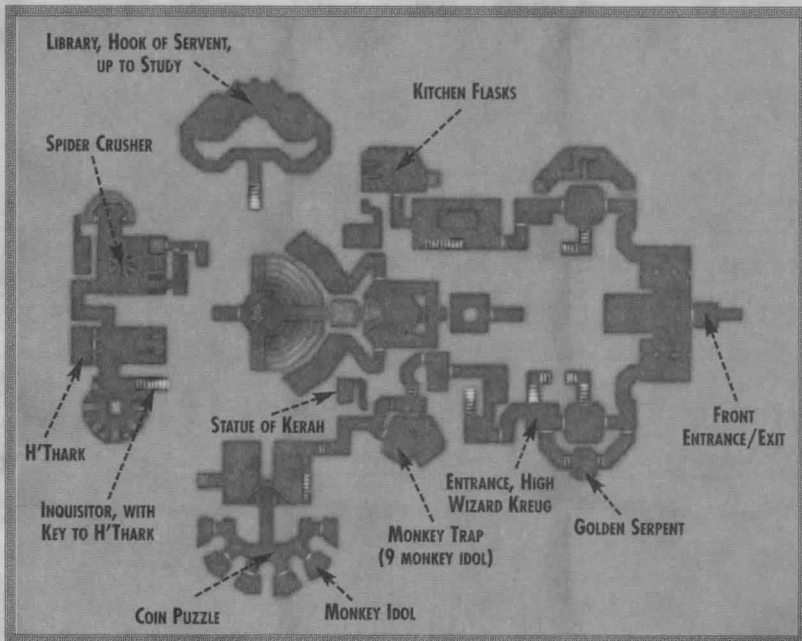 LIBRARY, HOOK OF SERVENT,
UP TO STUDY
KITCHEN FLASKS
SPIDER CRUSHER
STATUE OF KERAH
FRONT
ENTRANCE/EXIT
H'THARK
ENTRANCE, HIGH
WIZARD KREUG
GOLDEN SERPENT
INQUISITOR, WITH
KEY TO H'THARK
MONKEY TRAP
(9 MONKEY IDOL)
COIN PUZZLE
MONKEY IDOL